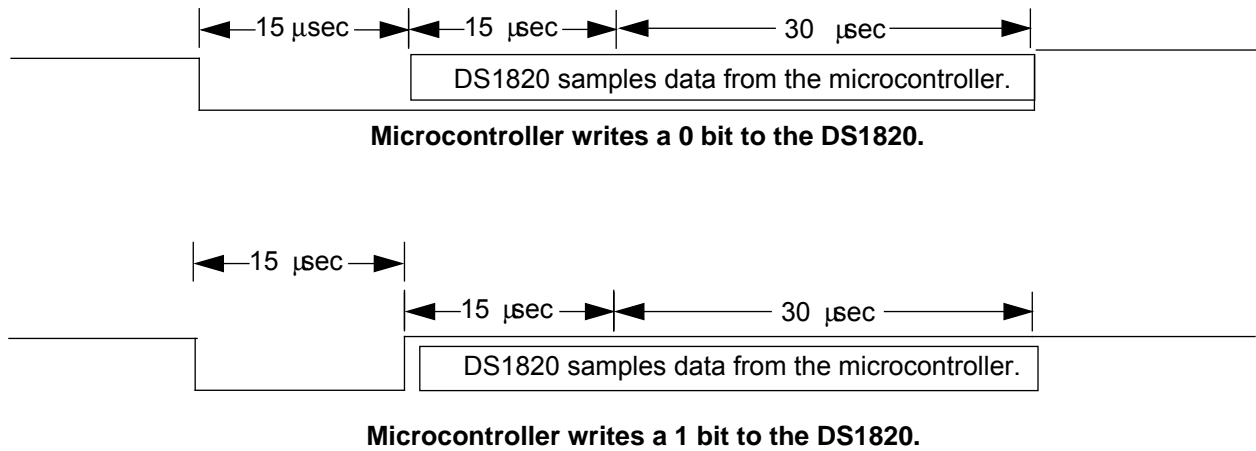 15 μsec 15 μsec 30 μsec
DS1820 samples data from the microcontroller.
Microcontroller writes a 0 bit to the DS1820.
15 μsec
15 μsec 30 μsec
DS1820 samples data from the microcontroller.
Microcontroller writes a 1 bit to the DS1820.